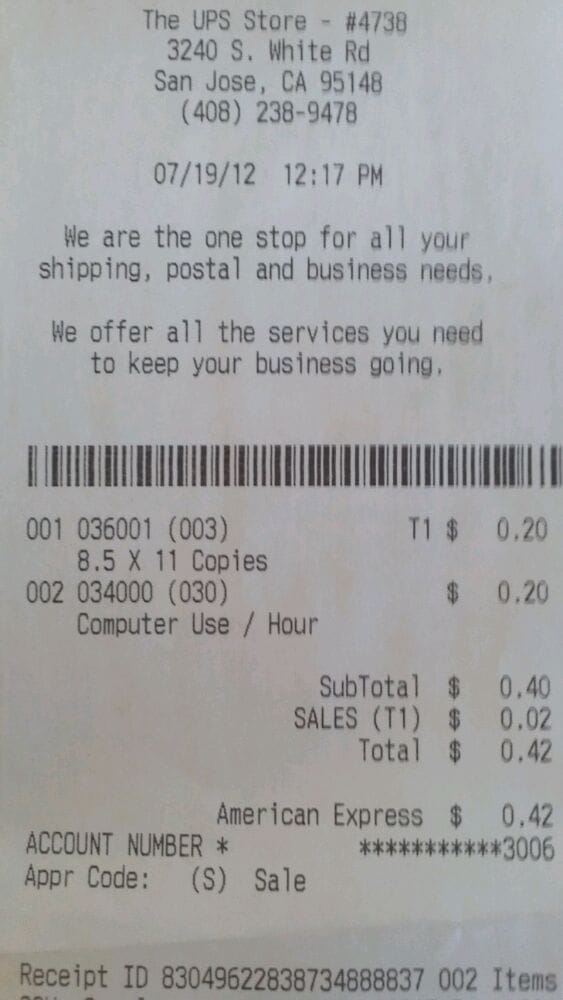 The UPS Store - #4738
3240 S. White Rd
San Jose, CA 95148
(408) 238-9478
07/19/12 12:17 PM
We are the one stop for all your
shipping, postal and business needs.
We offer all the services you need
to keep your business going.
001 036001 (003) T1 $ 0.20
8.5 X 11 Copies
002 034000 (030) $ 0.20
Computer Use / Hour
SubTotal $ 0.40
SALES (T1) $ 0.02
Total $ 0.42
American Express $ 0.42
ACCOUNT NUMBER * ***********3006
Appr Code: (S) Sale
Receipt ID 83049622838734888837 002 Items